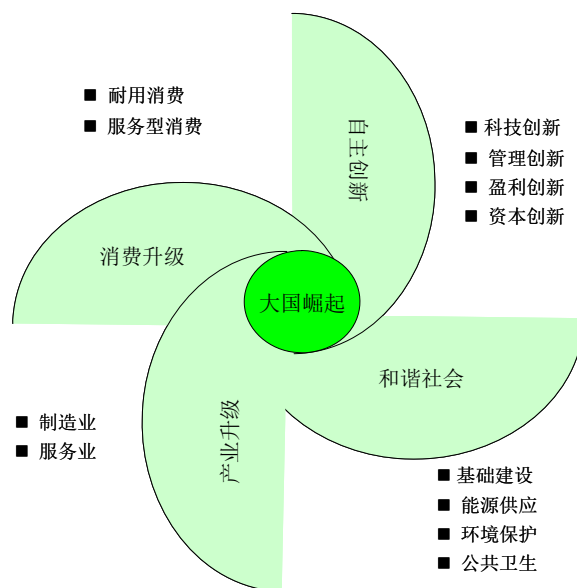 ■ 耐用消费
■ 服务型消费
自主创新
■ 科技创新
■ 管理创新
■ 盈利创新
■ 资本创新
消费升级
大国崛起
和谐社会
产业升级
■ 制造业
■ 服务业
■ 基础建设
■ 能源供应
■ 环境保护
■ 公共卫生